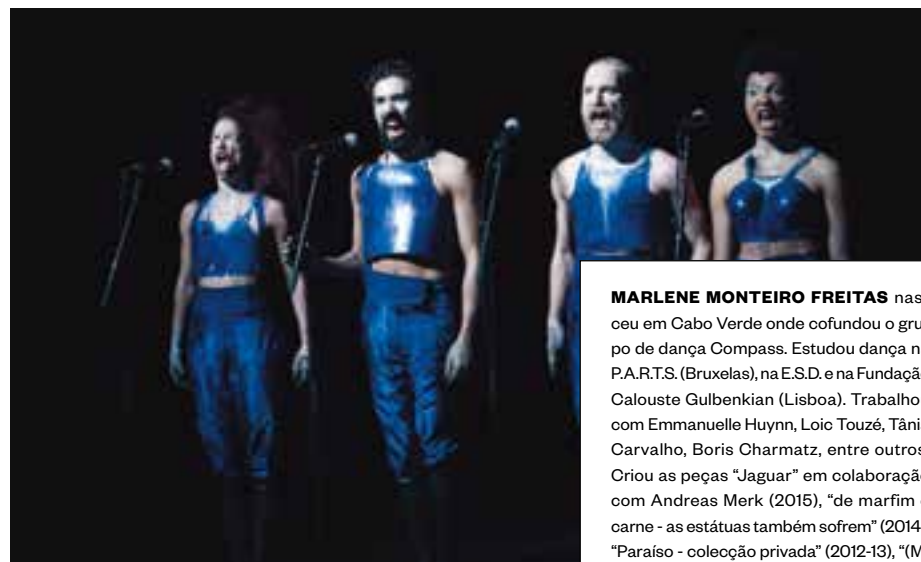 MARLENE MONTEIRO FREITAS nas
ceu em Cabo Verde onde cofundou o gru
po de dança Compass. Estudou dança n
P.A.R.T.S. (Bruxelas), na E.S.D. e na Fundaçã
Calouste Gulbenkian (Lisboa). Trabalho
com Emmanuelle Huynn, Loic Touzé, Tâni
Carvalho, Boris Charmatz, entre outros
Criou as peças “Jaguar” em colaboraçã
com Andreas Merk (2015), “de marfim
carne - as estátuas também sofrem” (2014
“Paraíso - colecção privada” (2012-13), “(M